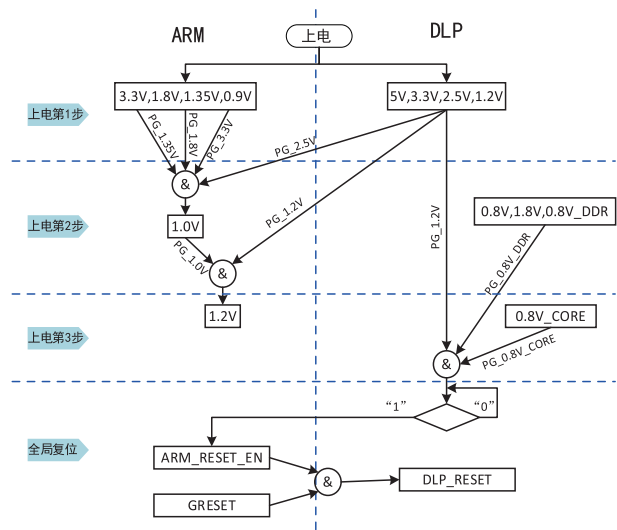 ARM
上电
DLP
上电第1步
3.3V,1.8V,1.35V,0.9V
5V,3.3V,2.5V,1.2V
PG_1.35V
PG_1.8V
PG_3.3V
PG_2.5V
&
上电第2步
1.0V
PG_1.2V
PG_1.2V
0.8V,1.8V,0.8V_DDR
PG_1.0V
&
PG_0.8V_DDR
上电第3步
1.2V
0.8V_CORE
PG_0.8V_CORE
&
“1”
“0”
全局复位
ARM_RESET_EN
&
DLP_RESET
GRESET